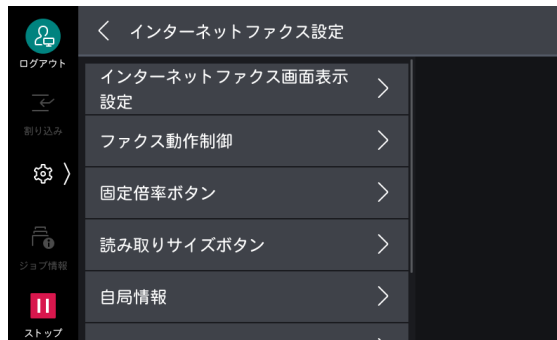 インターネットファクス設定
ログアウト
割り込み
ジョブ情報
ストップ
インターネットファクス画面表示
設定
ファクス動作制御
固定倍率ボタン
読み取りサイズボタン
自局情報